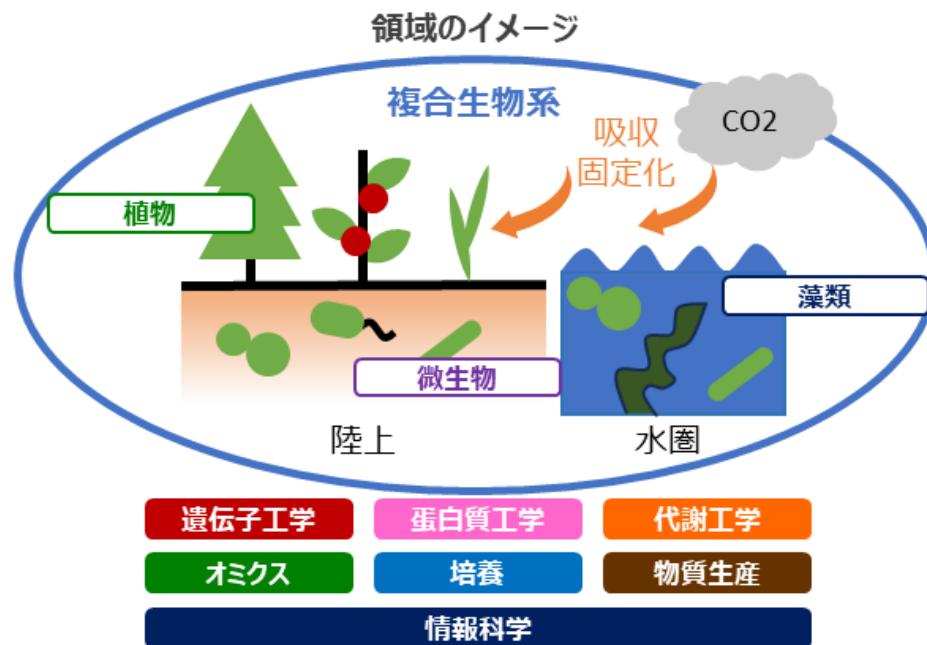 領域のイメージ
複合生物系
CO2
吸収
固定化
植物
藻類
微生物
陸上
水圏
遺伝子工学
蛋白質工学
代謝工学
オミクス
培養
物質生産
情報科学